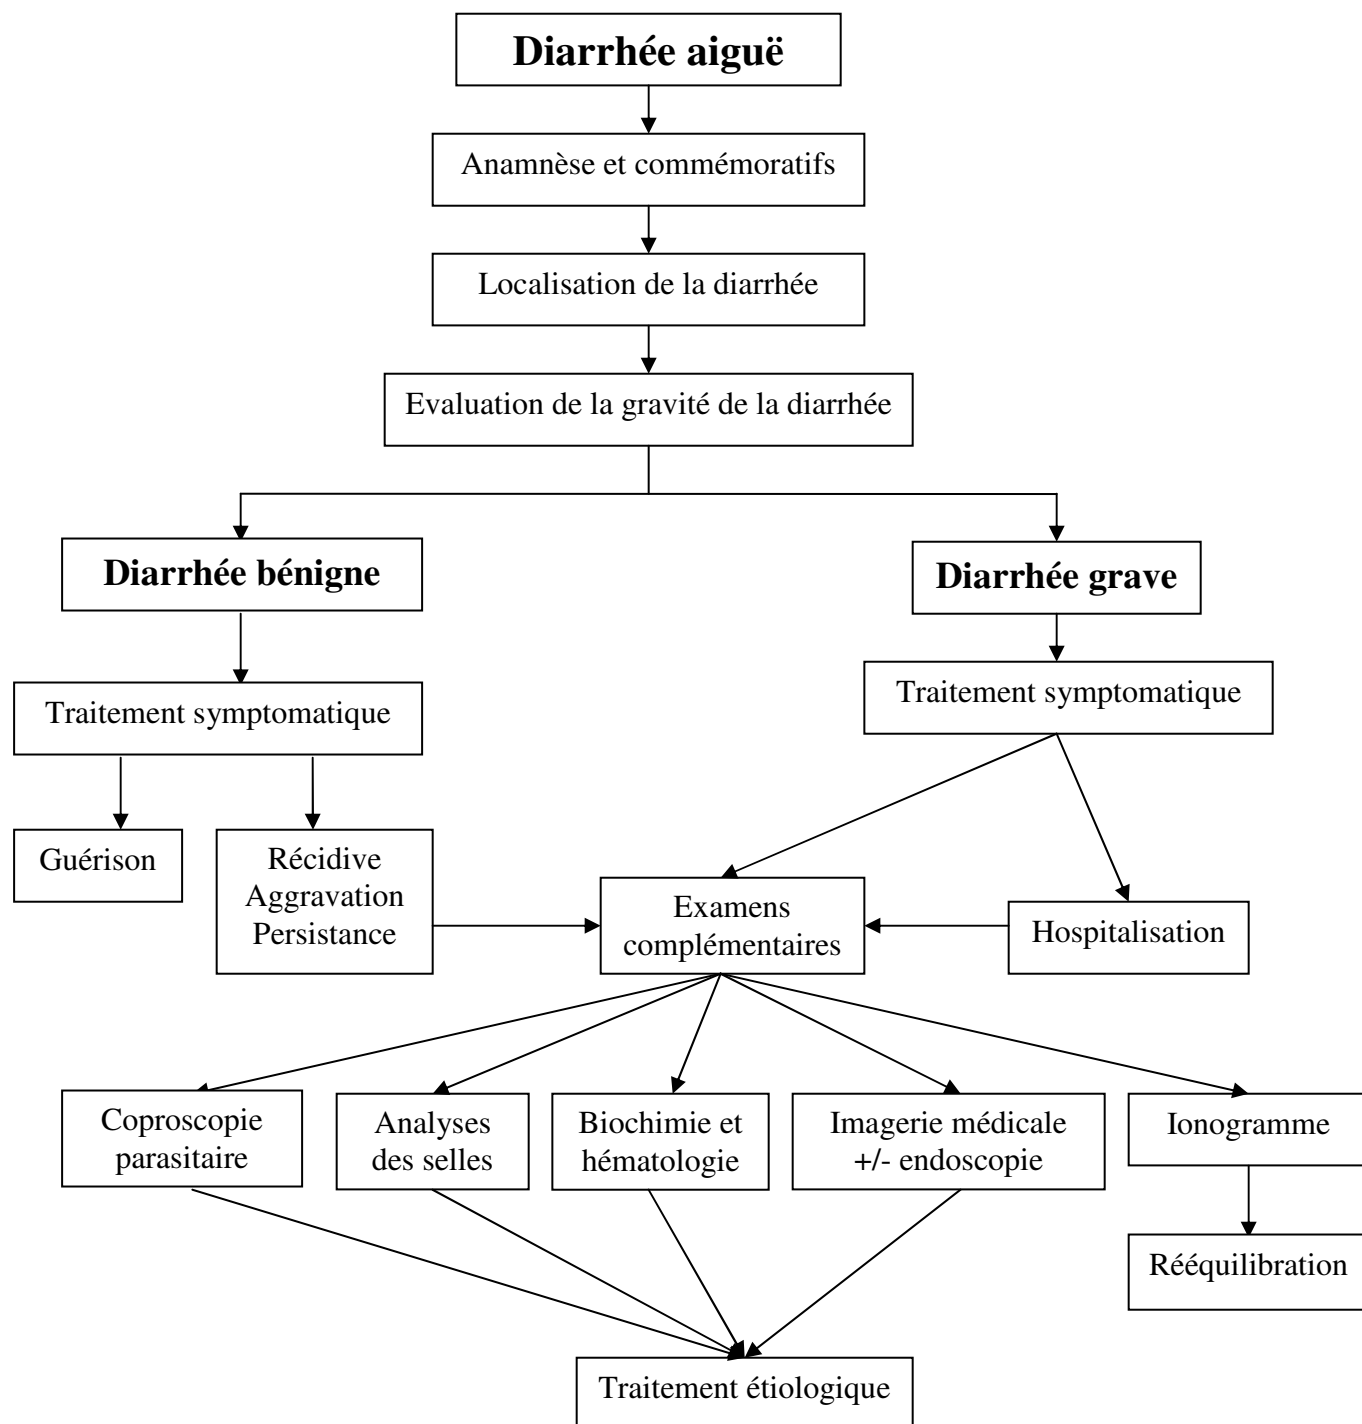 Diarrhée aiguë
Anamnèse et commémoratifs
Localisation de la diarrhée
Evaluation de la gravité de la diarrhée
Diarrhée bénigne
Diarrhée grave
Traitement symptomatique
Traitement symptomatique
Guérison
Récidive
Aggravation
Persistance
Examens
complémentaires
Hospitalisation
Coproscopie
parasitaire
Analyses
des selles
Biochimie et
hématologie
Imagerie médicale
+/- endoscopie
Ionogramme
Rééquilibration
Traitement étiologique